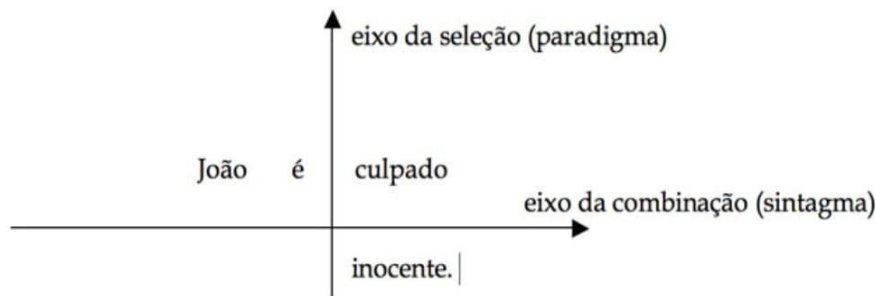 eixo da seleção (paradigma)
João é culpado
eixo da combinação (sintagma)
inocente.